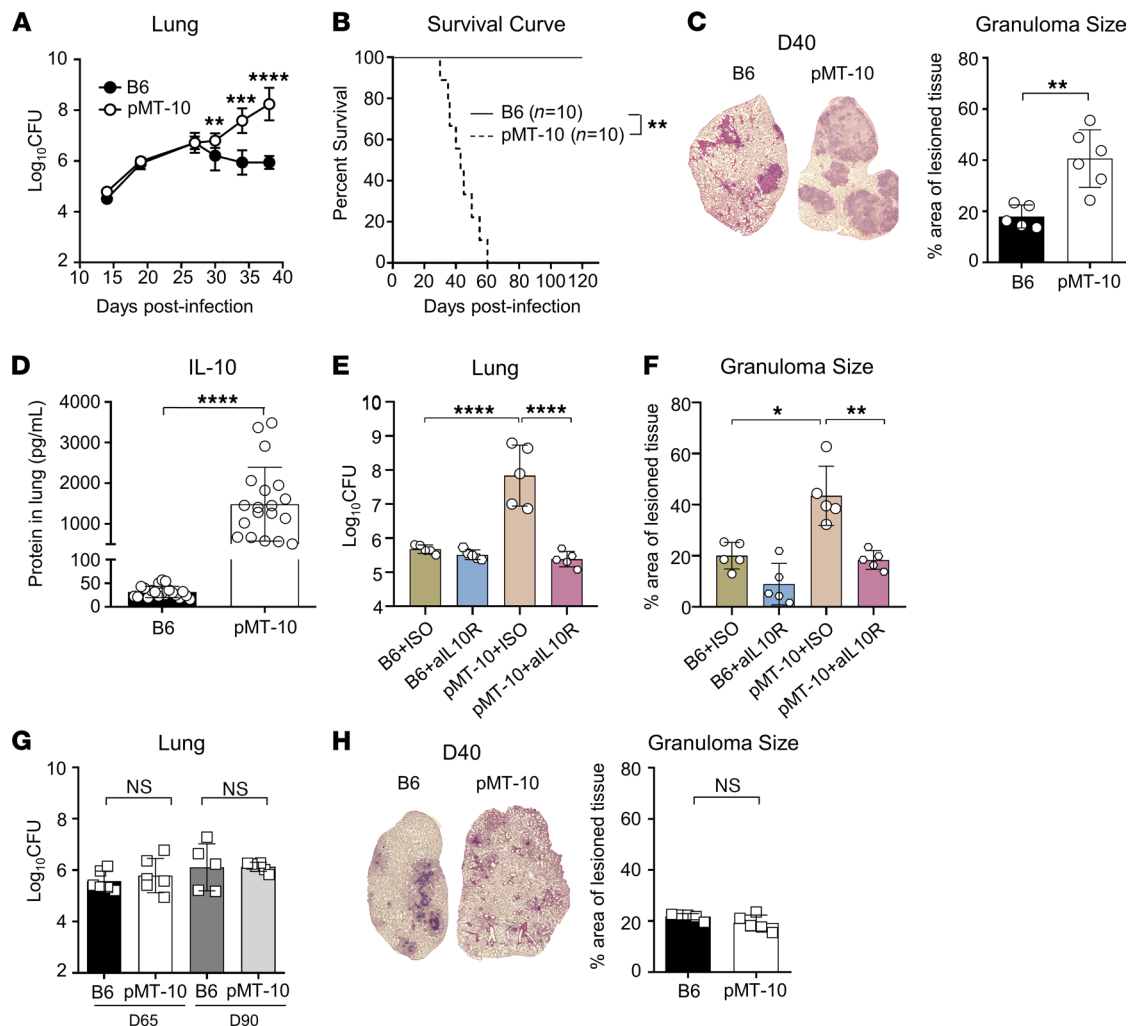 A
Lung
Log₁₀CFU
10
8
6
4
2
B6
pMT-10
**
***
****
10 15 20 25 30 35 40
Days post-infection
B
Survival Curve
Percent Survival
100
80
60
40
20
0
B6 (n=10)
pMT-10 (n=10)
**
0 20 40 60 80 100 120
Days post-infection
C
D40
B6
pMT-10
Granuloma Size
% area of lesioned tissue
80
60
40
20
0
**
B6
pMT-10
D
IL-10
Protein in lung (pg/mL)
4000
3000
2000
1000
100
50
0
****
B6
pMT-10
E
Lung
Log₁₀CFU
10
9
8
7
6
5
4
**** ****
B6+ISO
B6+aIL10R
pMT-10+ISO
pMT-10+aIL10R
F
Granuloma Size
% area of lesioned tissue
80
60
40
20
0
* **
B6+ISO
B6+aIL10R
pMT-10+ISO
pMT-10+aIL10R
G
Lung
Log₁₀CFU
10
8
6
4
2
NS NS
B6 pMT-10 B6 pMT-10
D65 D90
H
D40
B6
pMT-10
Granuloma Size
% area of lesioned tissue
80
60
40
20
0
NS
B6
pMT-10